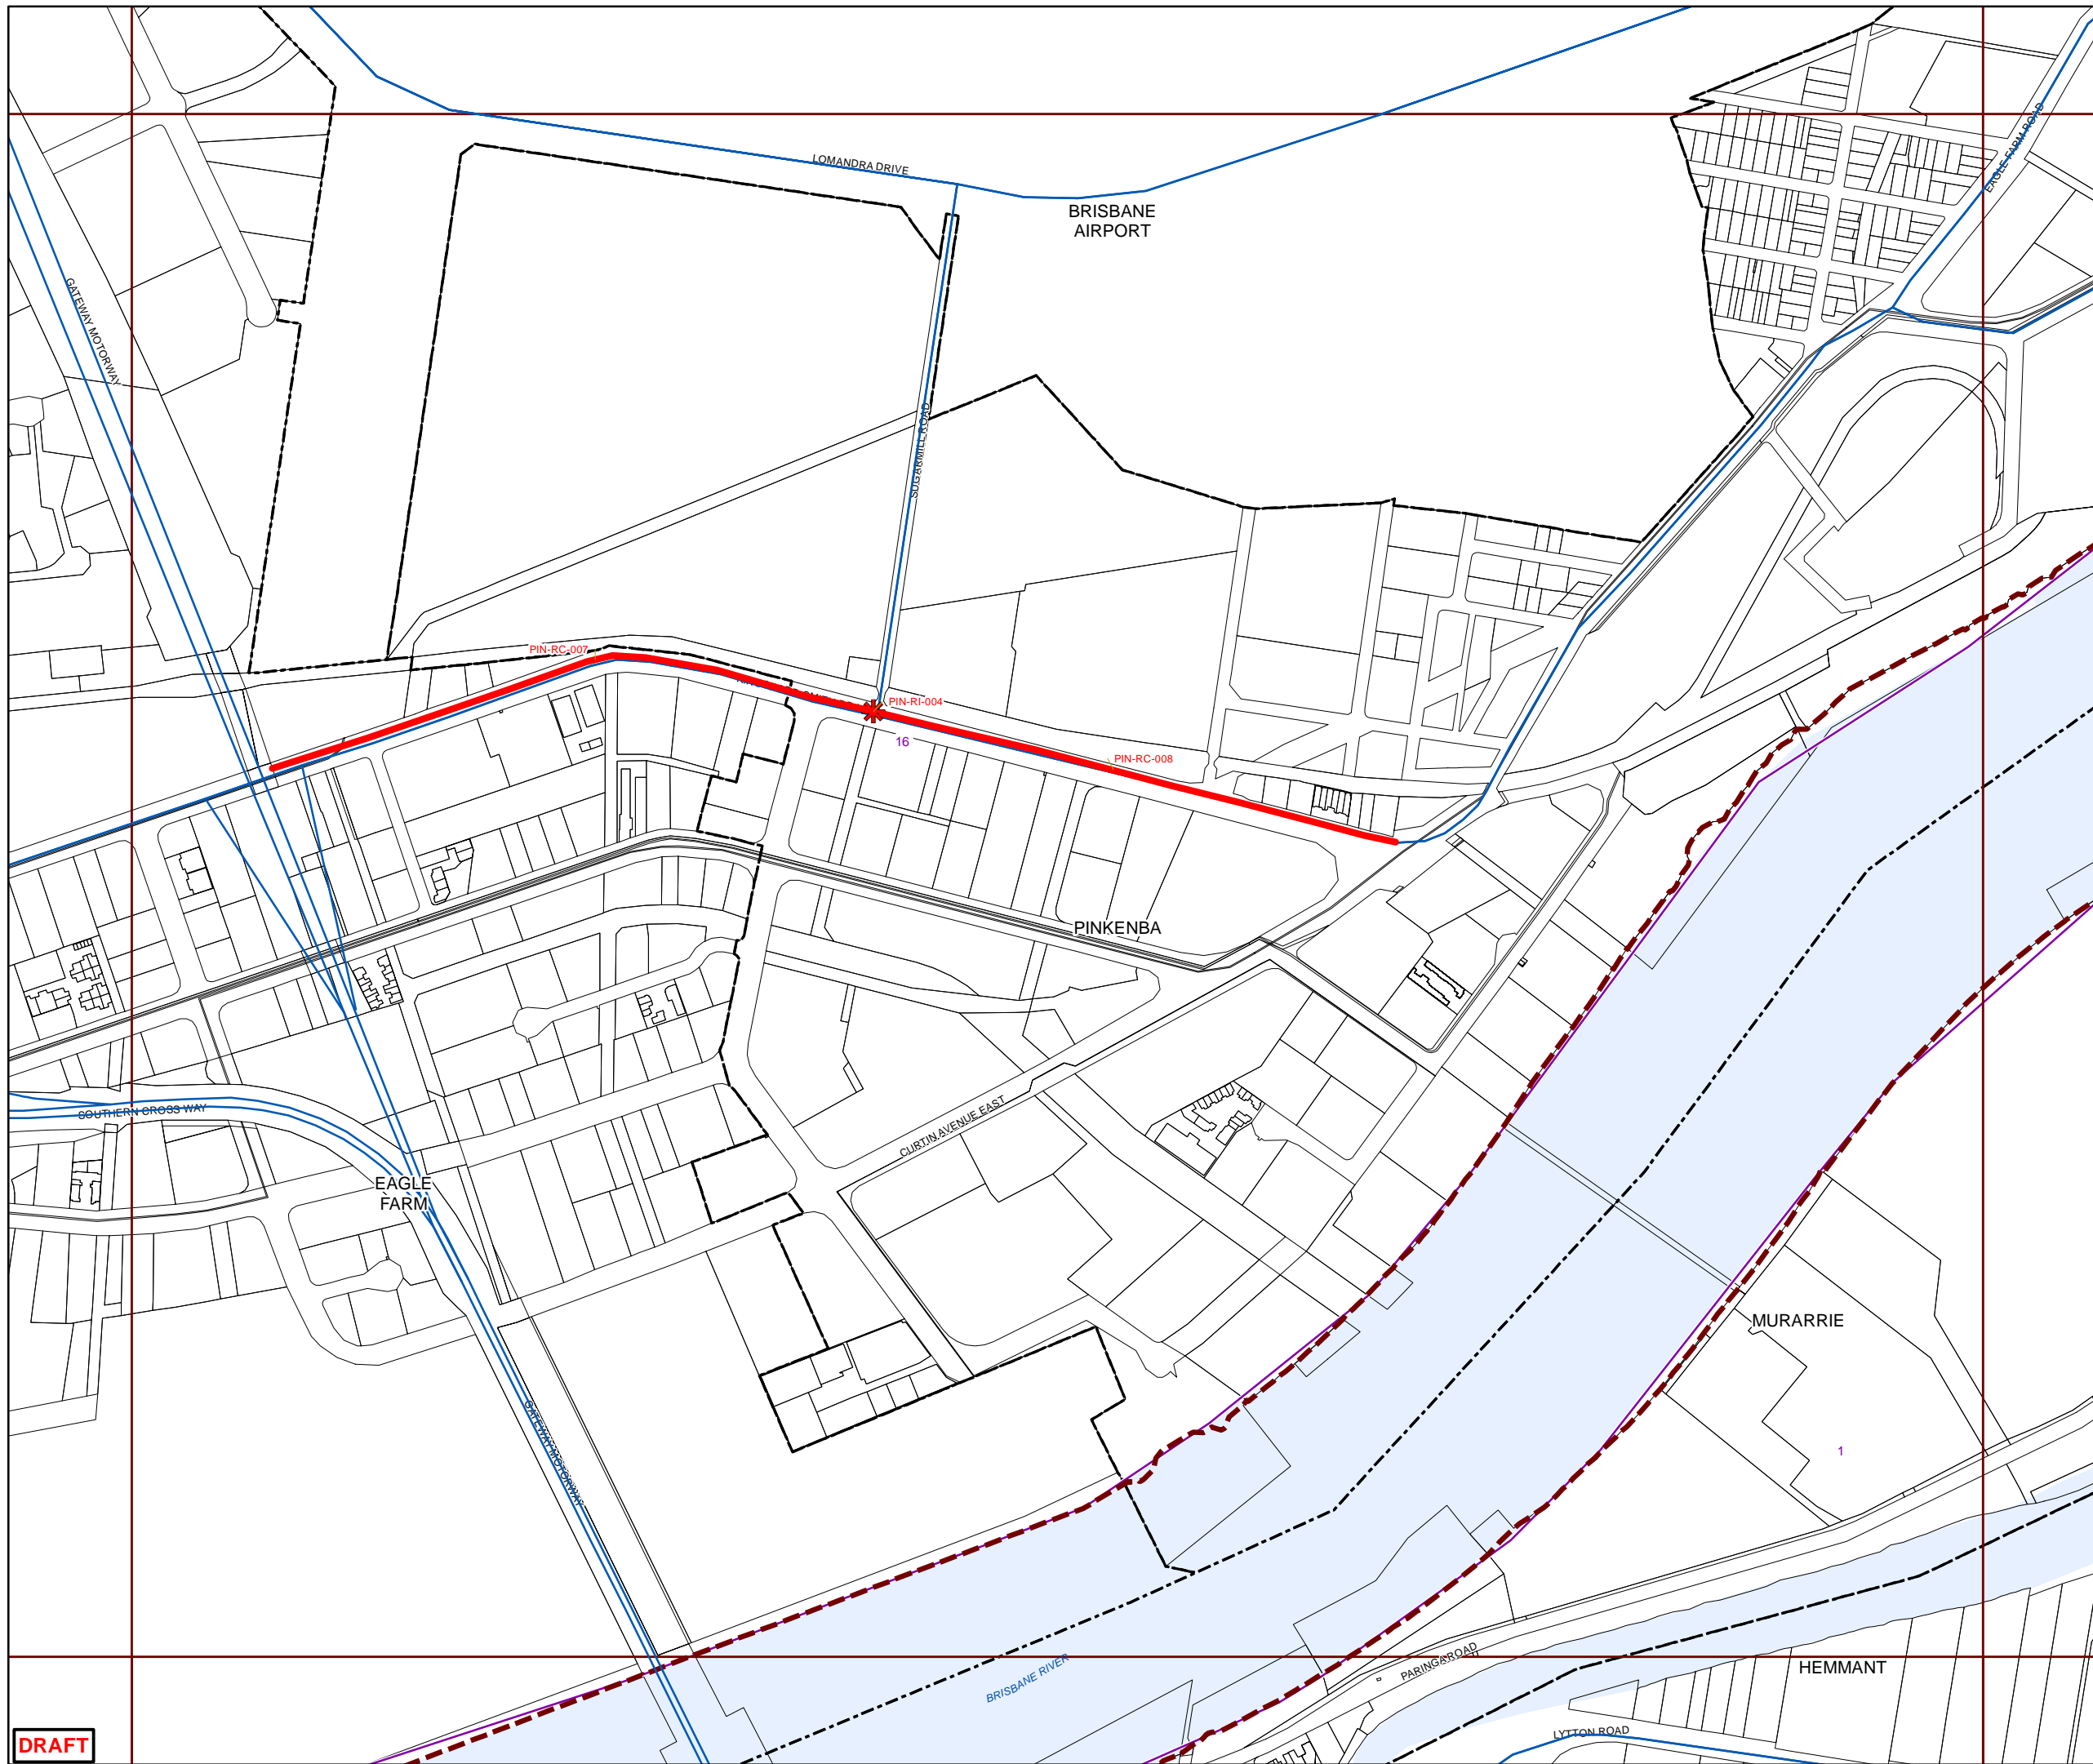 LOMANDRA DRIVE
EAGLE FARM ROAD
BRISBANE
AIRPORT
GATEWAY MOTORWAY
SUGARMILL ROAD
PIN-RC-007
PIN-RI-004
16
PIN-RC-008
PINKENBA
SOUTHERN CROSS WAY
CURTIN AVENUE EAST
EAGLE
FARM
MURARRIE
GATEWAY MOTORWAY
1
PARINGA ROAD
BRISBANE RIVER
HEMMANT
LYTTON ROAD
DRAFT